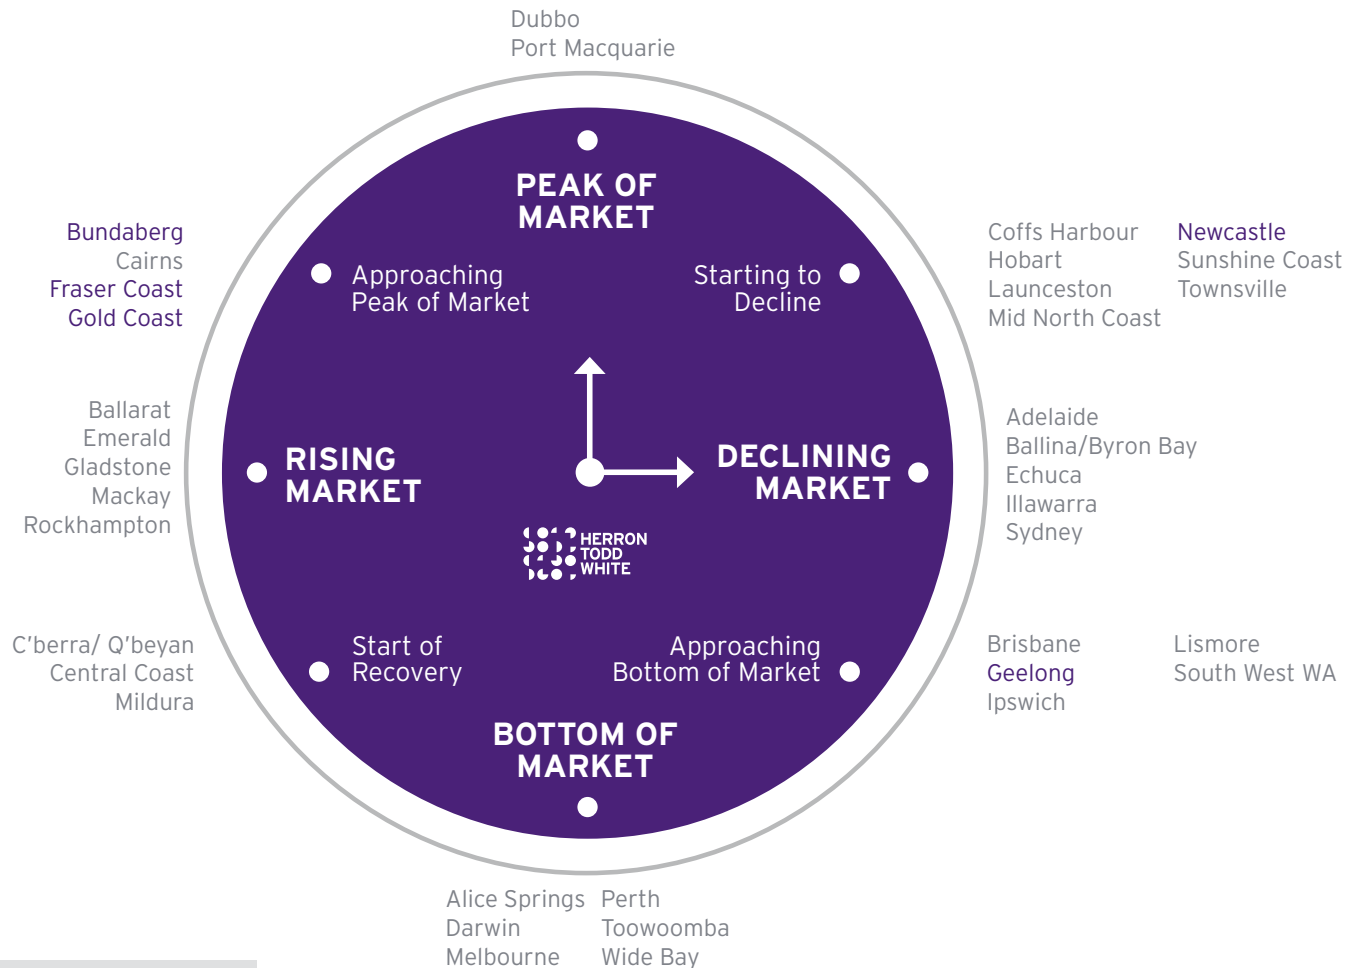 Dubbo
Port Macquarie
PEAK OF
MARKET
Approaching
Peak of Market
Starting to
Decline
Bundaberg
Cairns
Fraser Coast
Gold Coast
Coffs Harbour
Hobart
Launceston
Mid North Coast
Newcastle
Sunshine Coast
Townsville
Ballarat
Emerald
Gladstone
Mackay
Rockhampton
RISING
MARKET
DECLINING
MARKET
Adelaide
Ballina/Byron Bay
Echuca
Illawarra
Sydney
HERRON
TODD
WHITE
C'berra/ Q'beyan
Central Coast
Mildura
Start of
Recovery
Approaching
Bottom of Market
Brisbane
Geelong
Ipswich
Lismore
South West WA
BOTTOM OF
MARKET
Alice Springs
Darwin
Melbourne
Perth
Toowoomba
Wide Bay